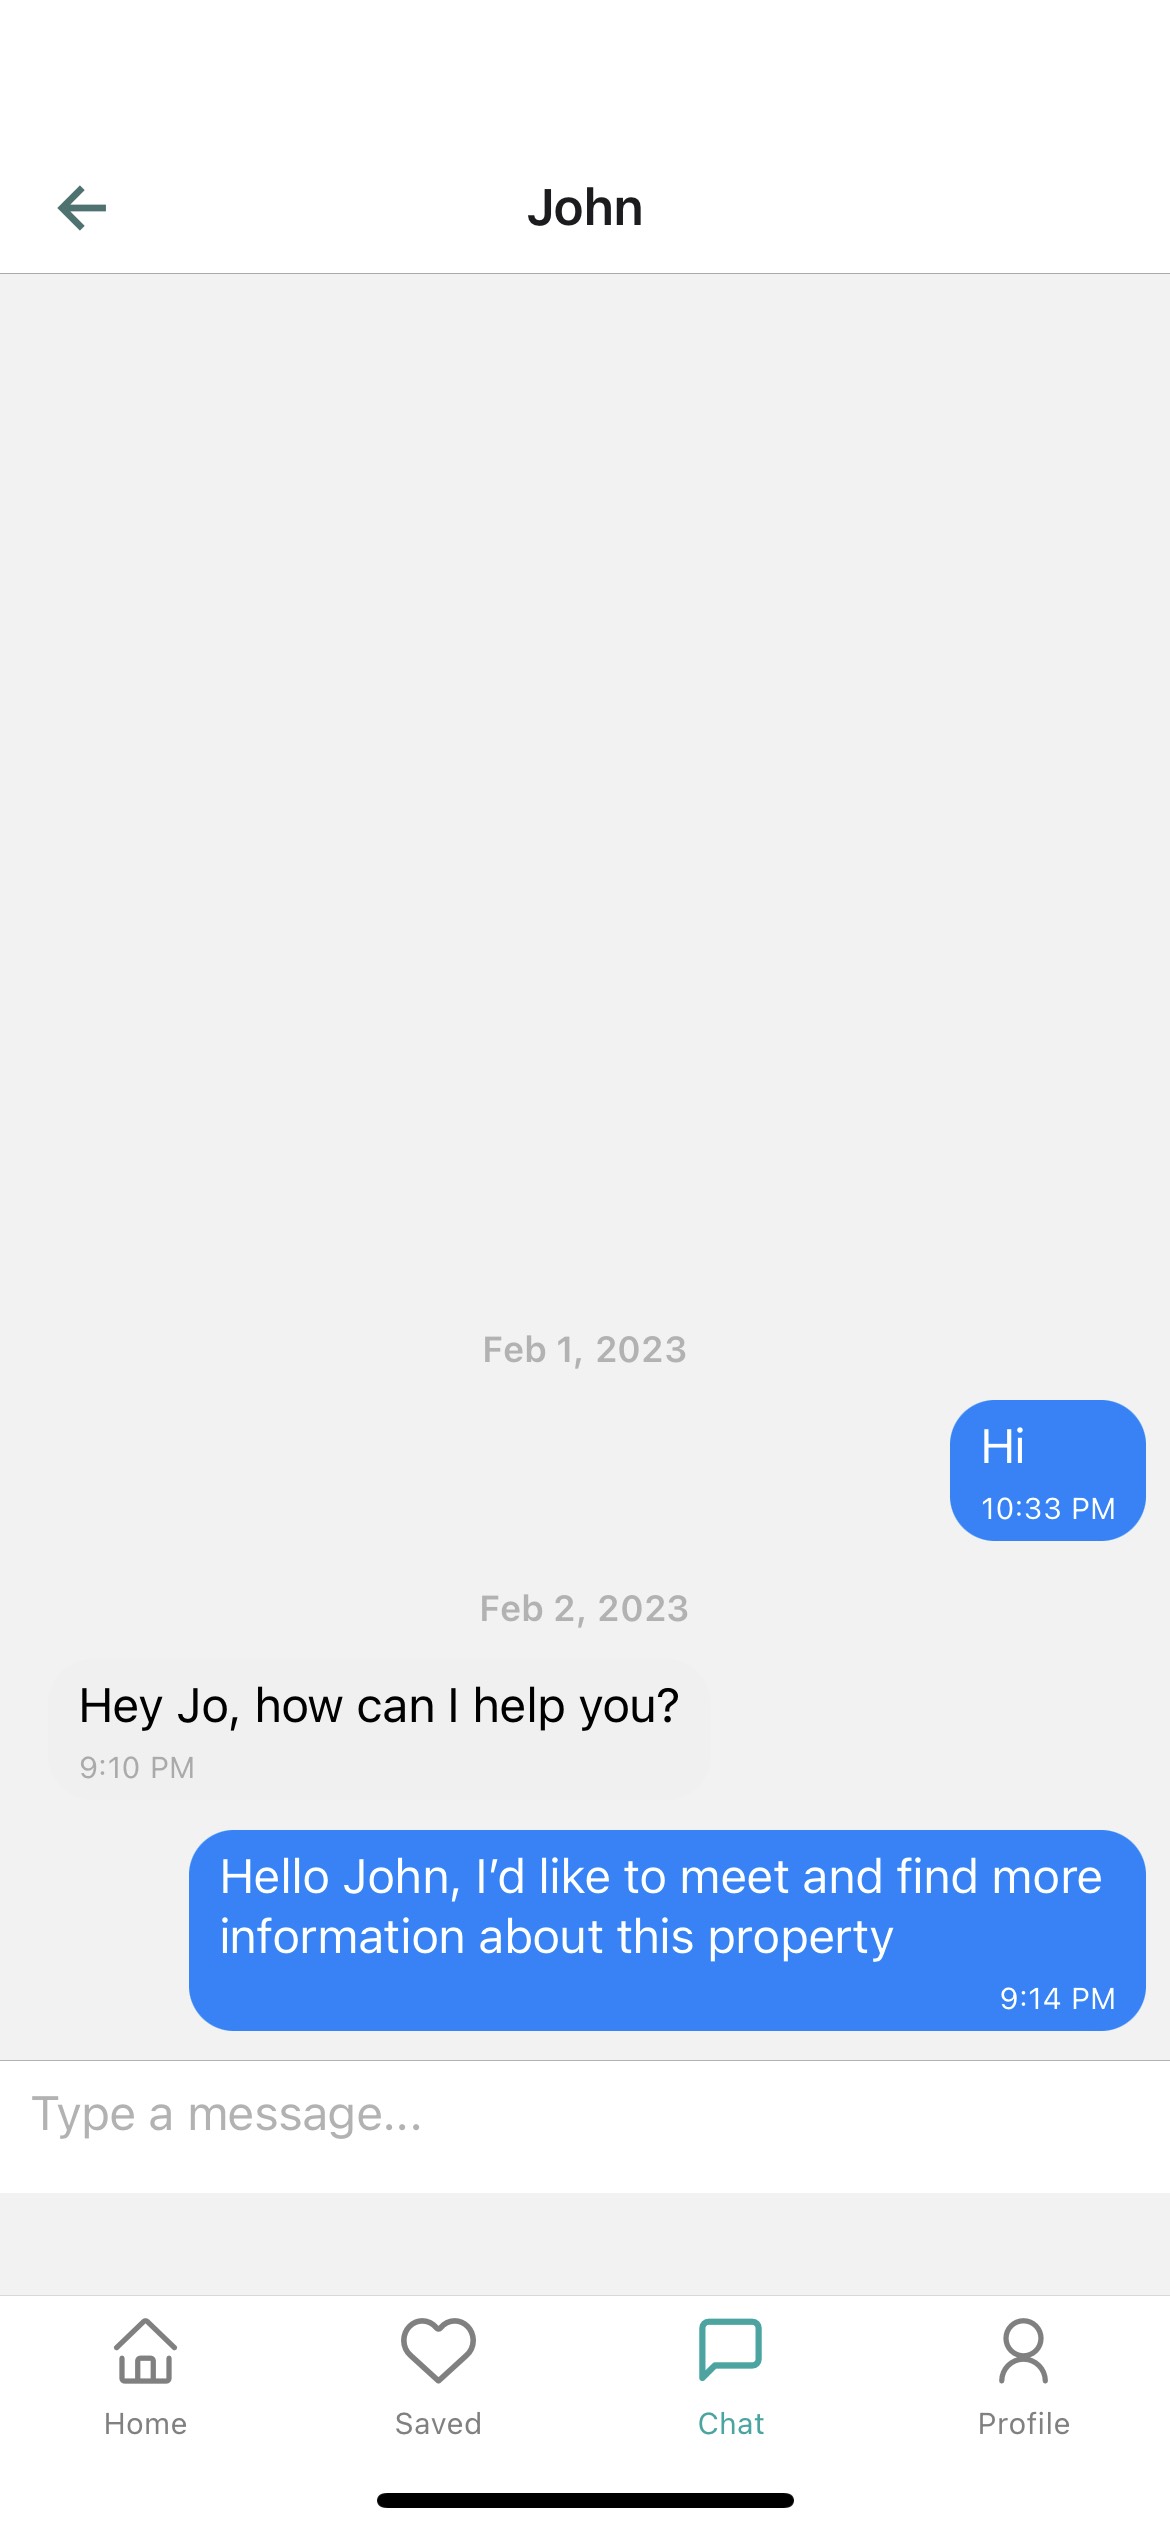 John
Feb 1, 2023
Hi
10:33 PM
Feb 2, 2023
Hey Jo, how can I help you?
9:10 PM
Hello John, I’d like to meet and find more
information about this property
9:14 PM
Type a message...
Home
Saved
Chat
Profile